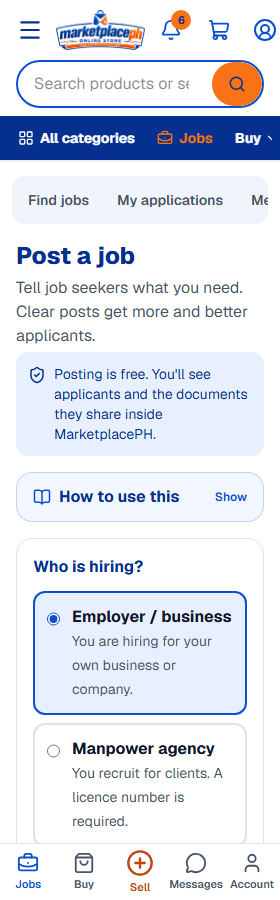 marketplaceph
ONLINE STORE
6
Search products or se
All categories
Jobs
Buy
Find jobs
My applications
Me
Post a job
Tell job seekers what you need.
Clear posts get more and better
applicants.
Posting is free. You'll see
applicants and the documents
they share inside
MarketplacePH.
How to use this
Show
Who is hiring?
Employer / business
You are hiring for your
own business or
company.
Manpower agency
You recruit for clients. A
licence number is
required.
Jobs
Buy
Sell
Messages
Account